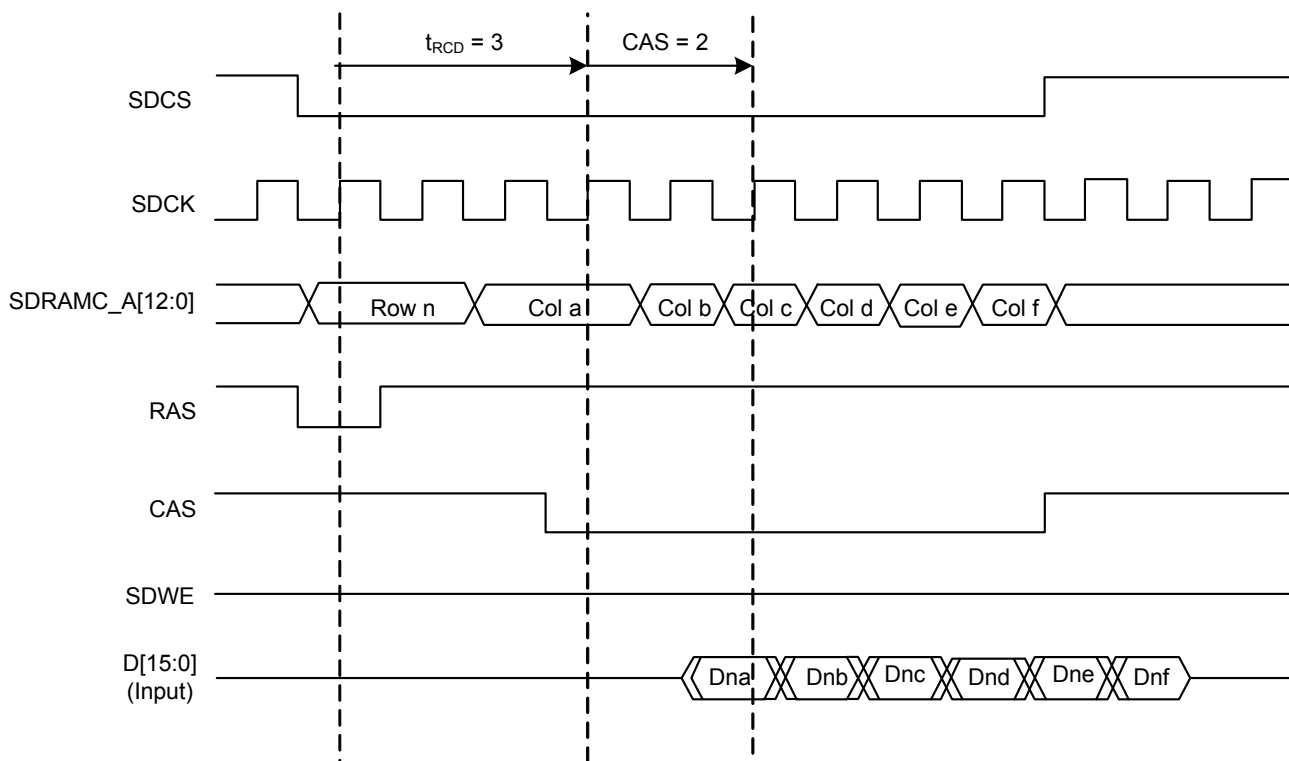 t_RCD = 3
CAS = 2
SDCS
SDCK
SDRAMC_A[12:0]
Row n
Col a
Col b
Col c
Col d
Col e
Col f
RAS
CAS
SDWE
D[15:0]
(Input)
Dna
Dnb
Dnc
Dnd
Dne
Dnf